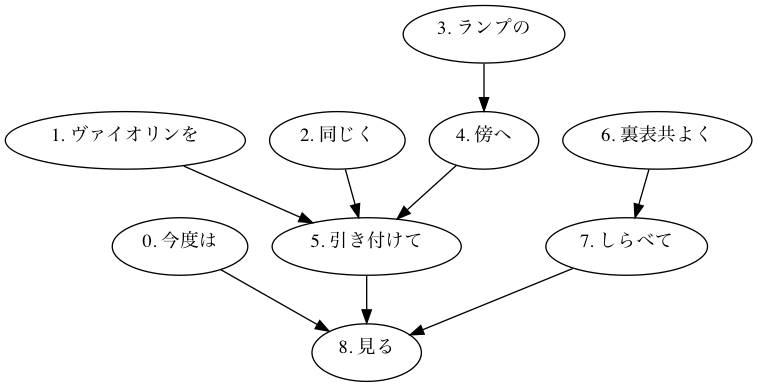 3. ランプの
1. ヴァイオリンを
2. 同じく
4. 傍へ
6. 裏表共よく
0. 今度は
5. 引き付けて
7. しらべて
8. 見る